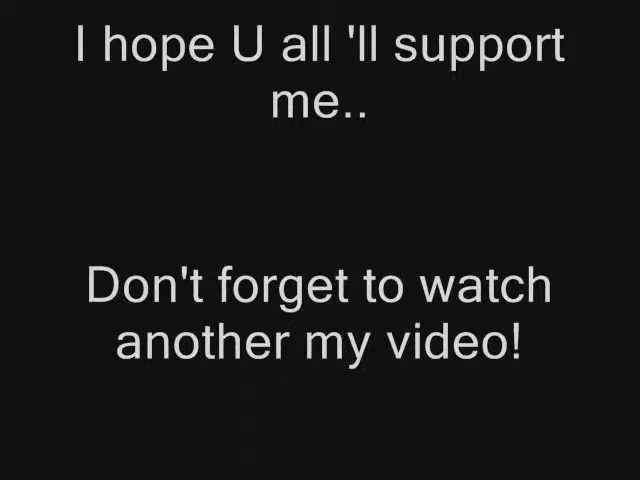 I hope U all 'll support
me..
Don't forget to watch
another my video!